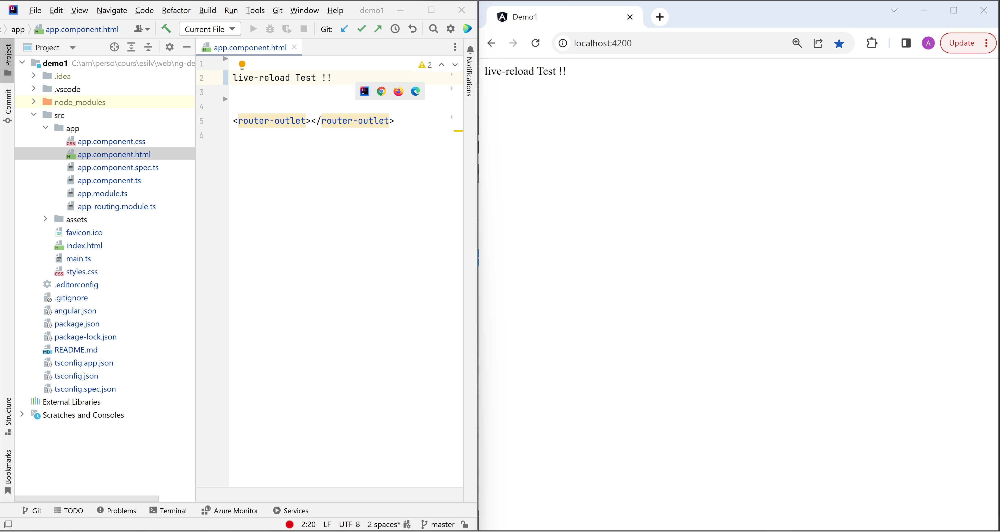 File Edit View Navigate Code Refactor Build Run Tools Git Window Help demo1
app app.component.html Current File Git:
Project
app.component.html
Project
Commit
Structure
Bookmarks
demo1 C:\arn\perso\cours\esilv\web\ng-de
.idea
.vscode
node_modules
src
app
app.component.css
app.component.html
app.component.spec.ts
app.component.ts
app.module.ts
app-routing.module.ts
assets
favicon.ico
index.html
main.ts
styles.css
.editorconfig
.gitignore
angular.json
package.json
package-lock.json
README.md
tsconfig.app.json
tsconfig.json
tsconfig.spec.json
External Libraries
Scratches and Consoles
1
2 live-reload Test !!
3
4
5 <router-outlet></router-outlet>
6
2
Notifications
Git TODO Problems Terminal Azure Monitor Services
2:20 LF UTF-8 2 spaces* master
Demo1
localhost:4200
A
Update
live-reload Test !!